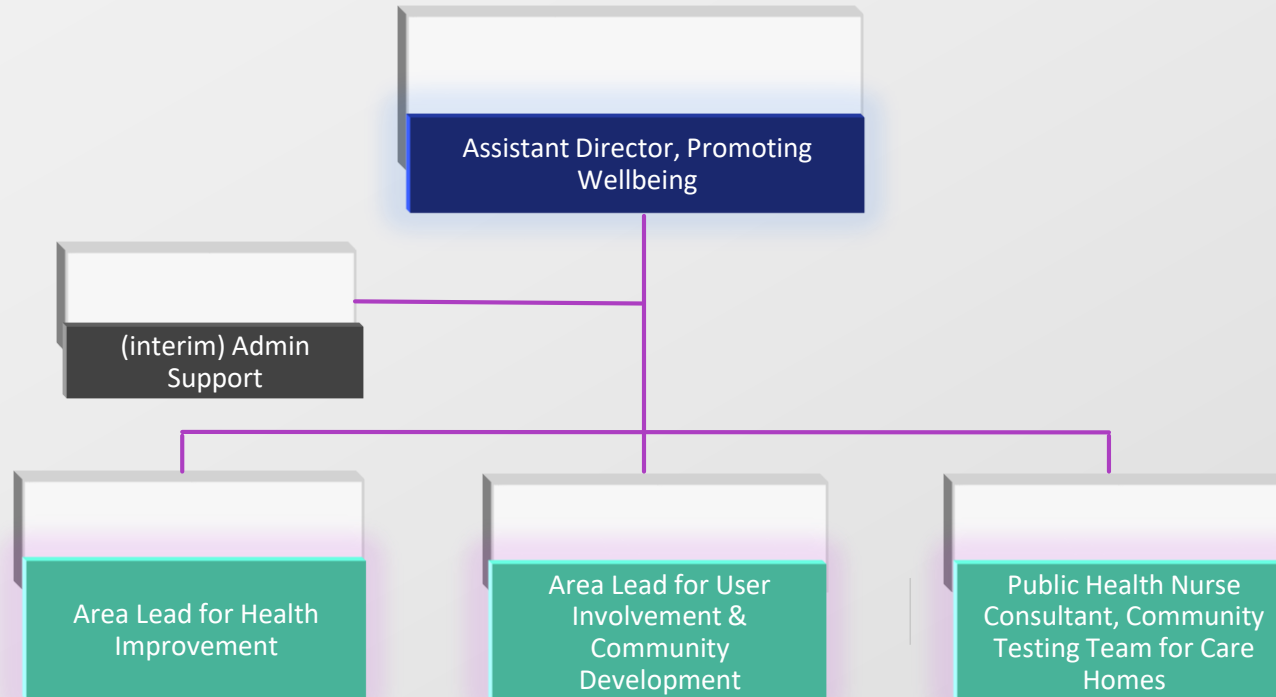 Assistant Director, Promoting
Wellbeing
(interim) Admin
Support
Area Lead for Health
Improvement
Area Lead for User
Involvement &
Community
Development
Public Health Nurse
Consultant, Community
Testing Team for Care
Homes